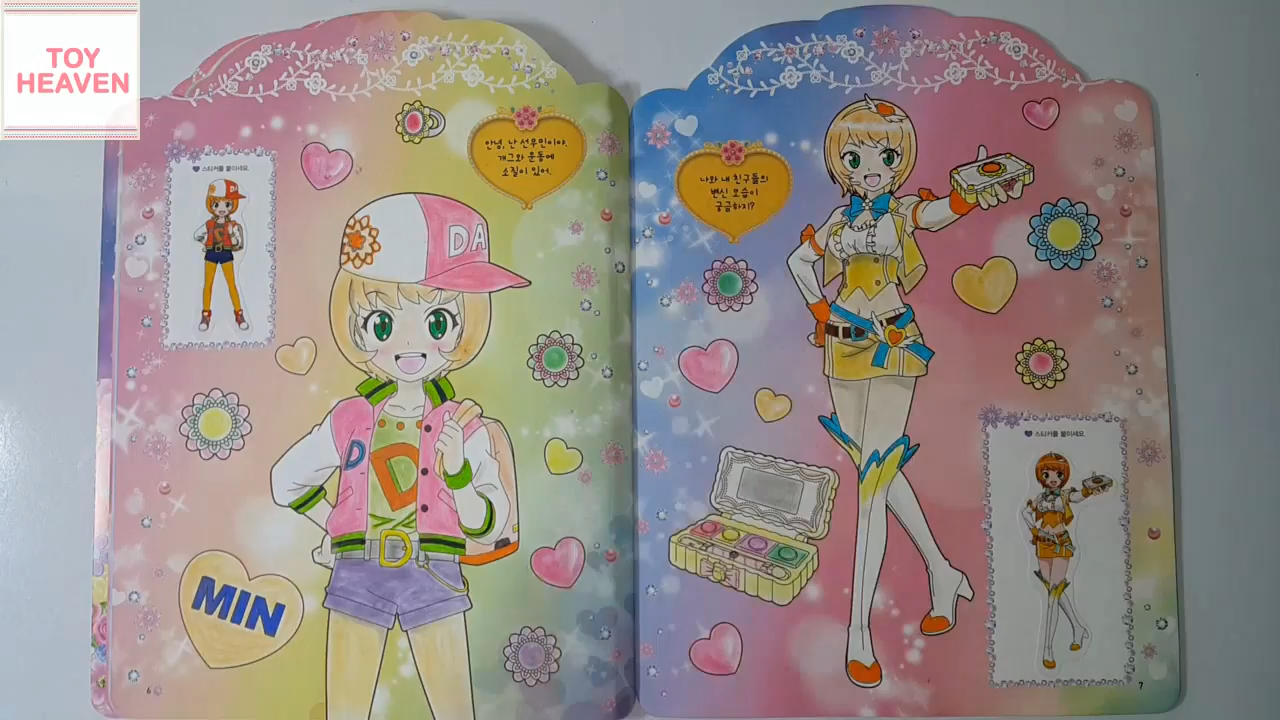 TOY
HEAVEN
스티커를 붙이세요.
안녕, 난 선우민이야.
개그와 운동에
소질이 있어.
DA
D
D
D
MIN
6
나와 내 친구들의
변신 모습이
궁금하지?
스티커를 붙이세요.
7